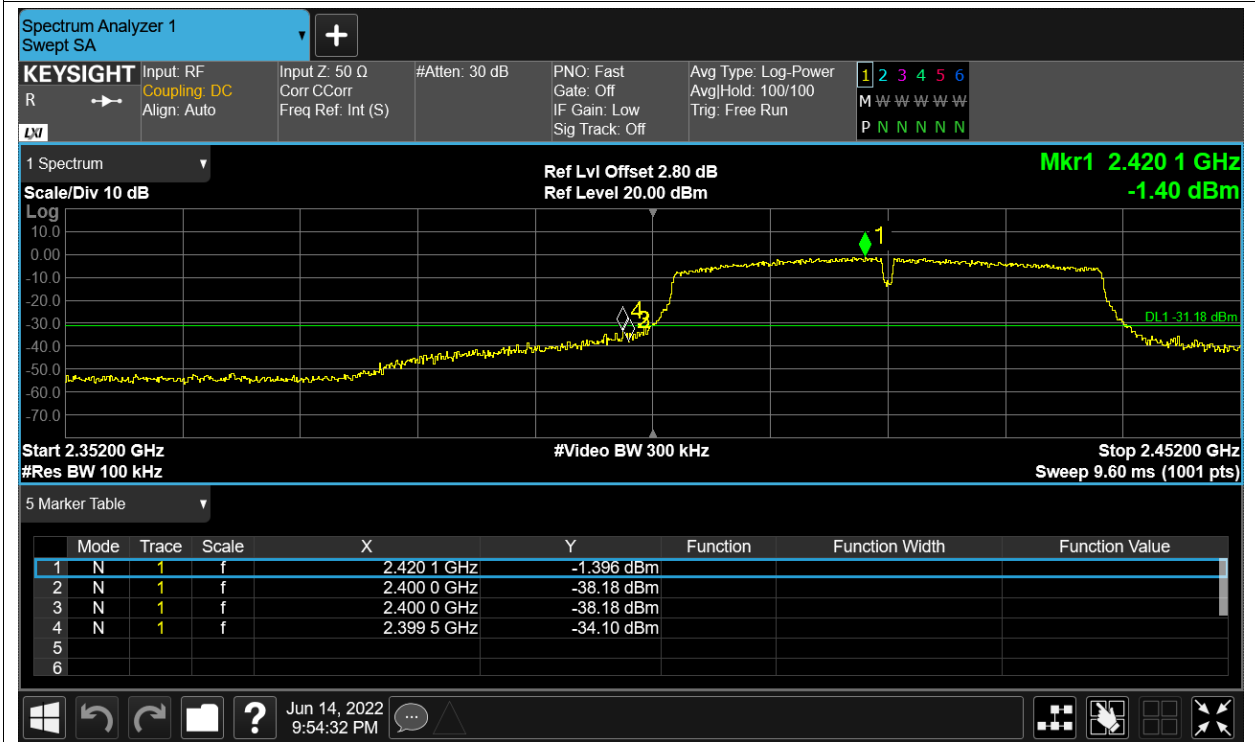 Spectrum Analyzer 1
Swept SA
KEYSIGHT Input: RF Input Z: 50 Ω #Atten: 30 dB PNO: Fast Avg Type: Log-Power 1 2 3 4 5 6
R Coupling: DC Corr CCorr Gate: Off Avg|Hold: 100/100 M W W W W W
Align: Auto Freq Ref: Int (S) IF Gain: Low Trig: Free Run
LXI Sig Track: Off P N N N N N
1 Spectrum Ref Lvl Offset 2.80 dB Mkr1 2.420 1 GHz
Scale/Div 10 dB Ref Level 20.00 dBm -1.40 dBm
Log
10.0
1
0.00
-10.0
-20.0
4
-30.0 DL1 -31.18 dBm
-40.0
-50.0
-60.0
-70.0
Start 2.35200 GHz #Video BW 300 kHz Stop 2.45200 GHz
#Res BW 100 kHz Sweep 9.60 ms (1001 pts)
5 Marker Table
Mode Trace Scale X Y Function Function Width Function Value
1 N 1 f 2.420 1 GHz -1.396 dBm
2 N 1 f 2.400 0 GHz -38.18 dBm
3 N 1 f 2.400 0 GHz -38.18 dBm
4 N 1 f 2.399 5 GHz -34.10 dBm
5
6
? Jun 14, 2022
9:54:32 PM